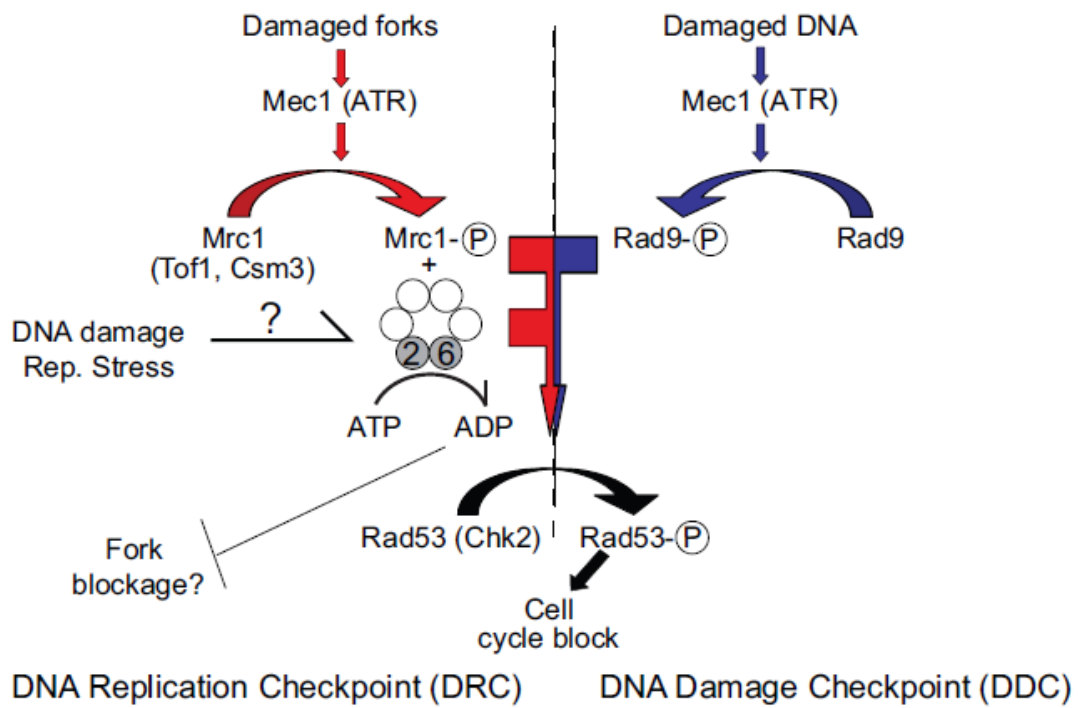 Damaged forks
Damaged DNA
Mec1 (ATR)
Mec1 (ATR)
Mrc1
(Tof1, Csm3)
Mrc1-P
+
Rad9-P
Rad9
?
DNA damage
Rep. Stress
2 6
ATP
ADP
Rad53 (Chk2)
Rad53-P
Fork
blockage?
Cell
cycle block
DNA Replication Checkpoint (DRC)
DNA Damage Checkpoint (DDC)